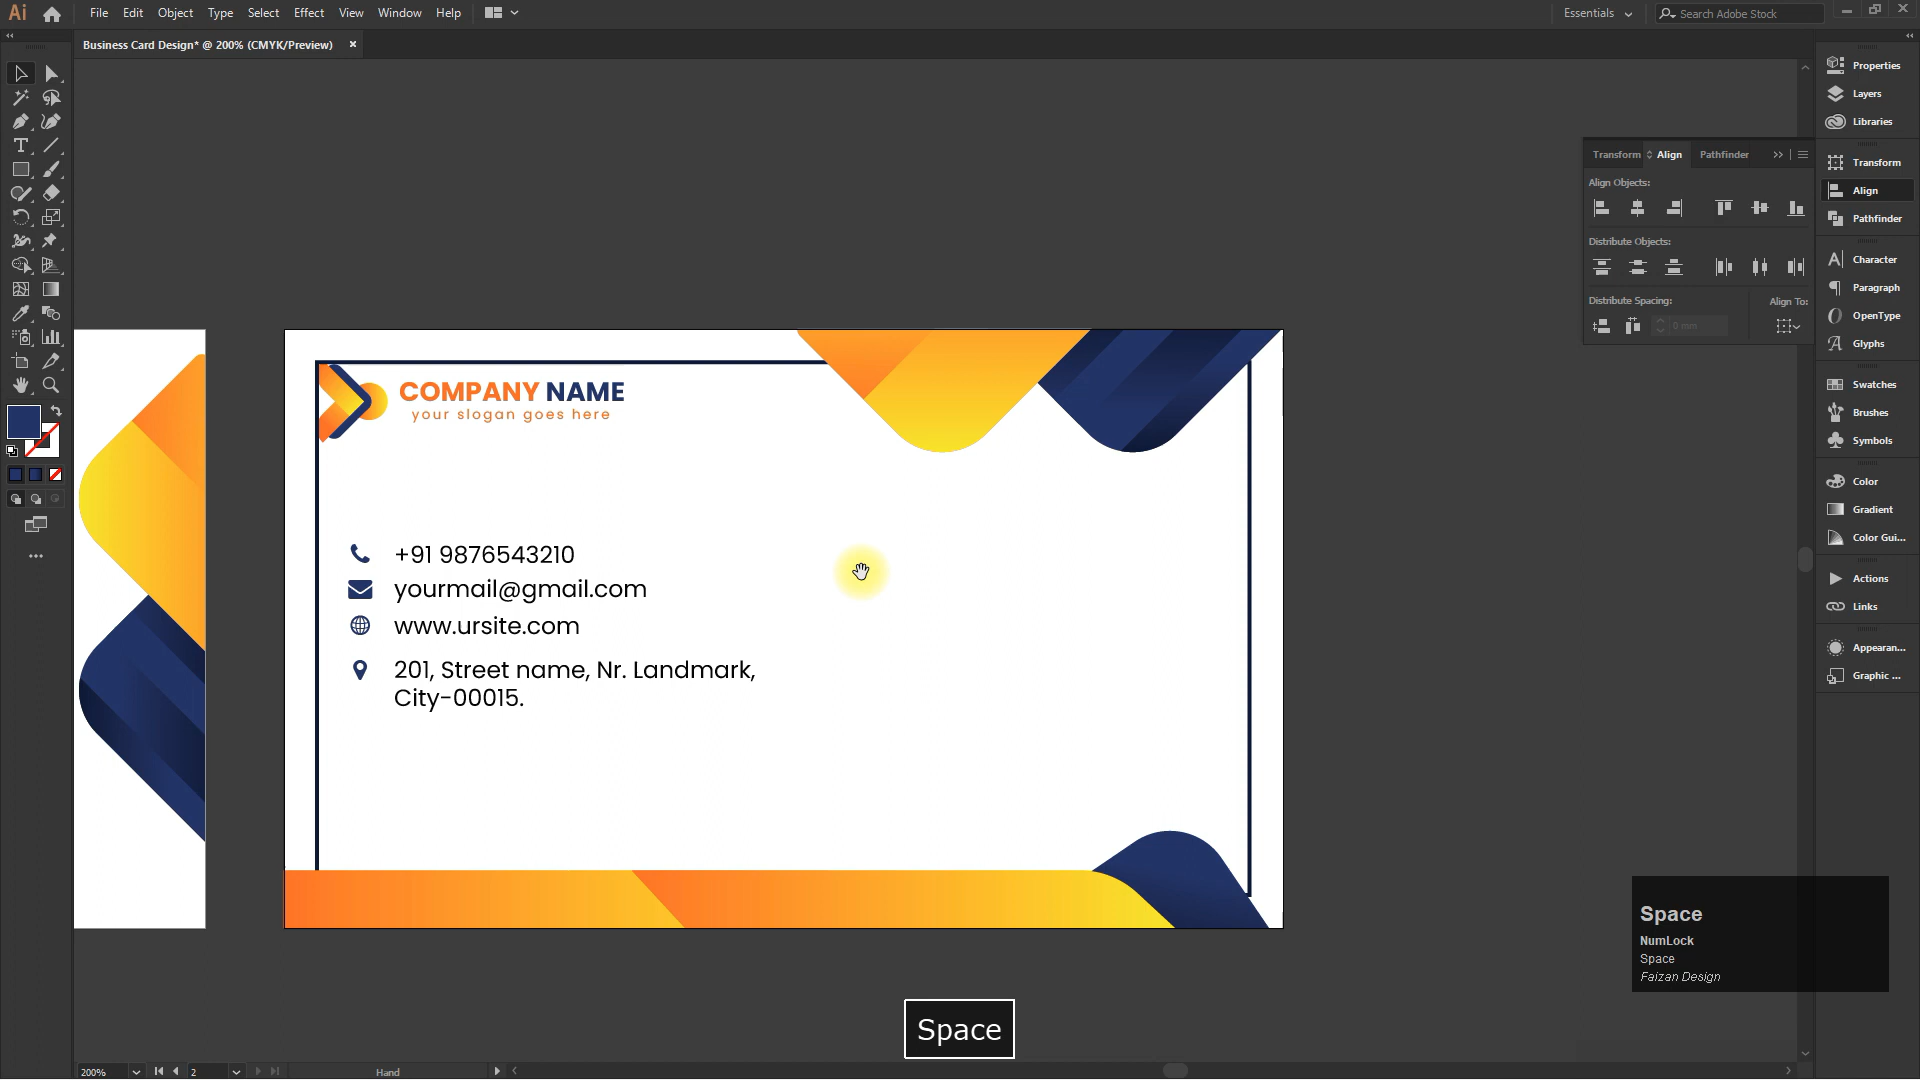 Ai
File Edit Object Type Select Effect View Window Help
Essentials
Search Adobe Stock
Business Card Design* @ 200% (CMYK/Preview) ×
Properties
Layers
Libraries
Transform Align Pathfinder
Transform
Align Objects:
Align
Pathfinder
Distribute Objects:
Character
Paragraph
Distribute Spacing: Align To:
OpenType
0 mm
Glyphs
Swatches
Brushes
Symbols
Color
Gradient
Color Gui...
Actions
Links
Appearan...
Graphic ...
COMPANY NAME
your slogan goes here
+91 9876543210
yourmail@gmail.com
www.ursite.com
201, Street name, Nr. Landmark,
City-00015.
Space
NumLock
Space
Faizan Design
Space
200% 2 Hand